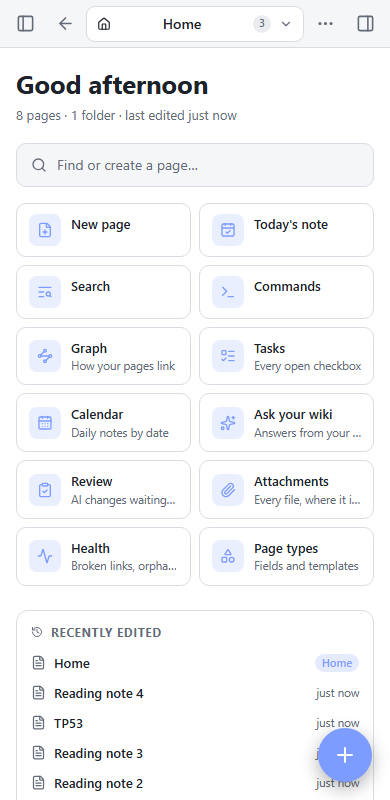 Home 3
Good afternoon
8 pages · 1 folder · last edited just now
Find or create a page...
New page
Today's note
Search
Commands
Graph
How your pages link
Tasks
Every open checkbox
Calendar
Daily notes by date
Ask your wiki
Answers from your ...
Review
AI changes waiting...
Attachments
Every file, where it i...
Health
Broken links, orpha...
Page types
Fields and templates
RECENTLY EDITED
Home Home
Reading note 4 just now
TP53 just now
Reading note 3
Reading note 2 just now